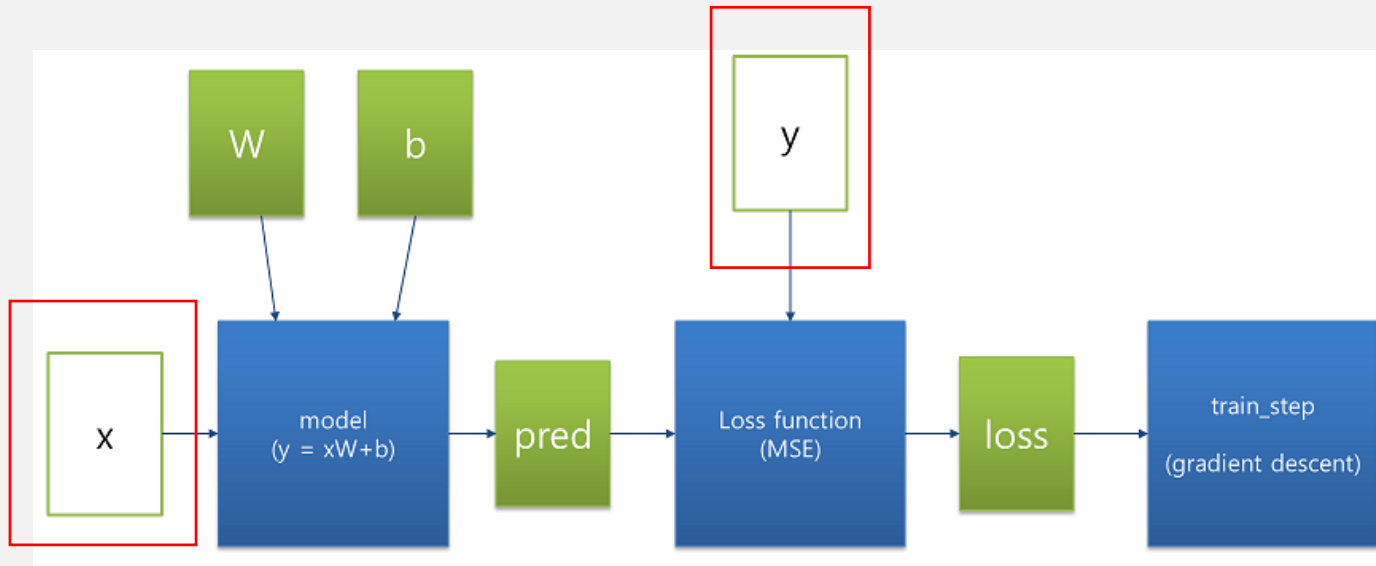 W
b
y
x
model
(y = xW+b)
pred
Loss function
(MSE)
loss
train_step
(gradient descent)